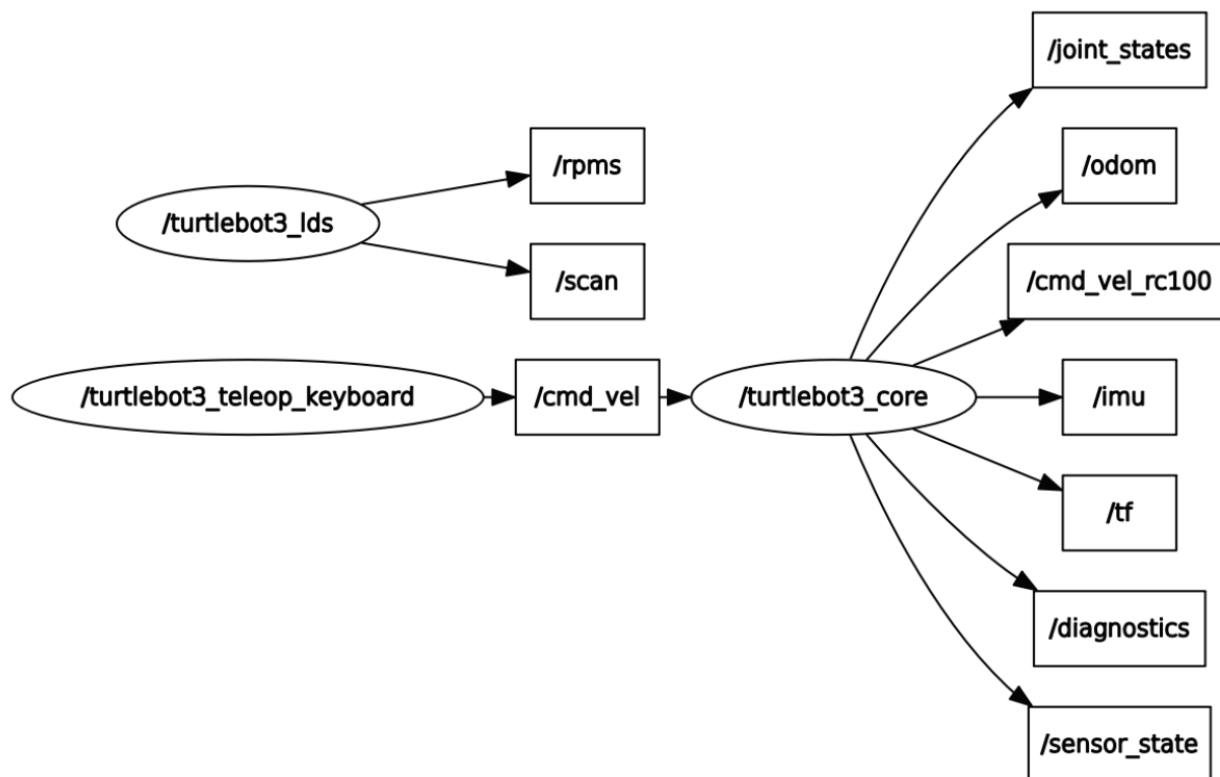 /joint_states
/rpms
/odom
/turtlebot3_lds
/scan
/cmd_vel_rc100
/turtlebot3_teleop_keyboard
/cmd_vel
/turtlebot3_core
/imu
/tf
/diagnostics
/sensor_state